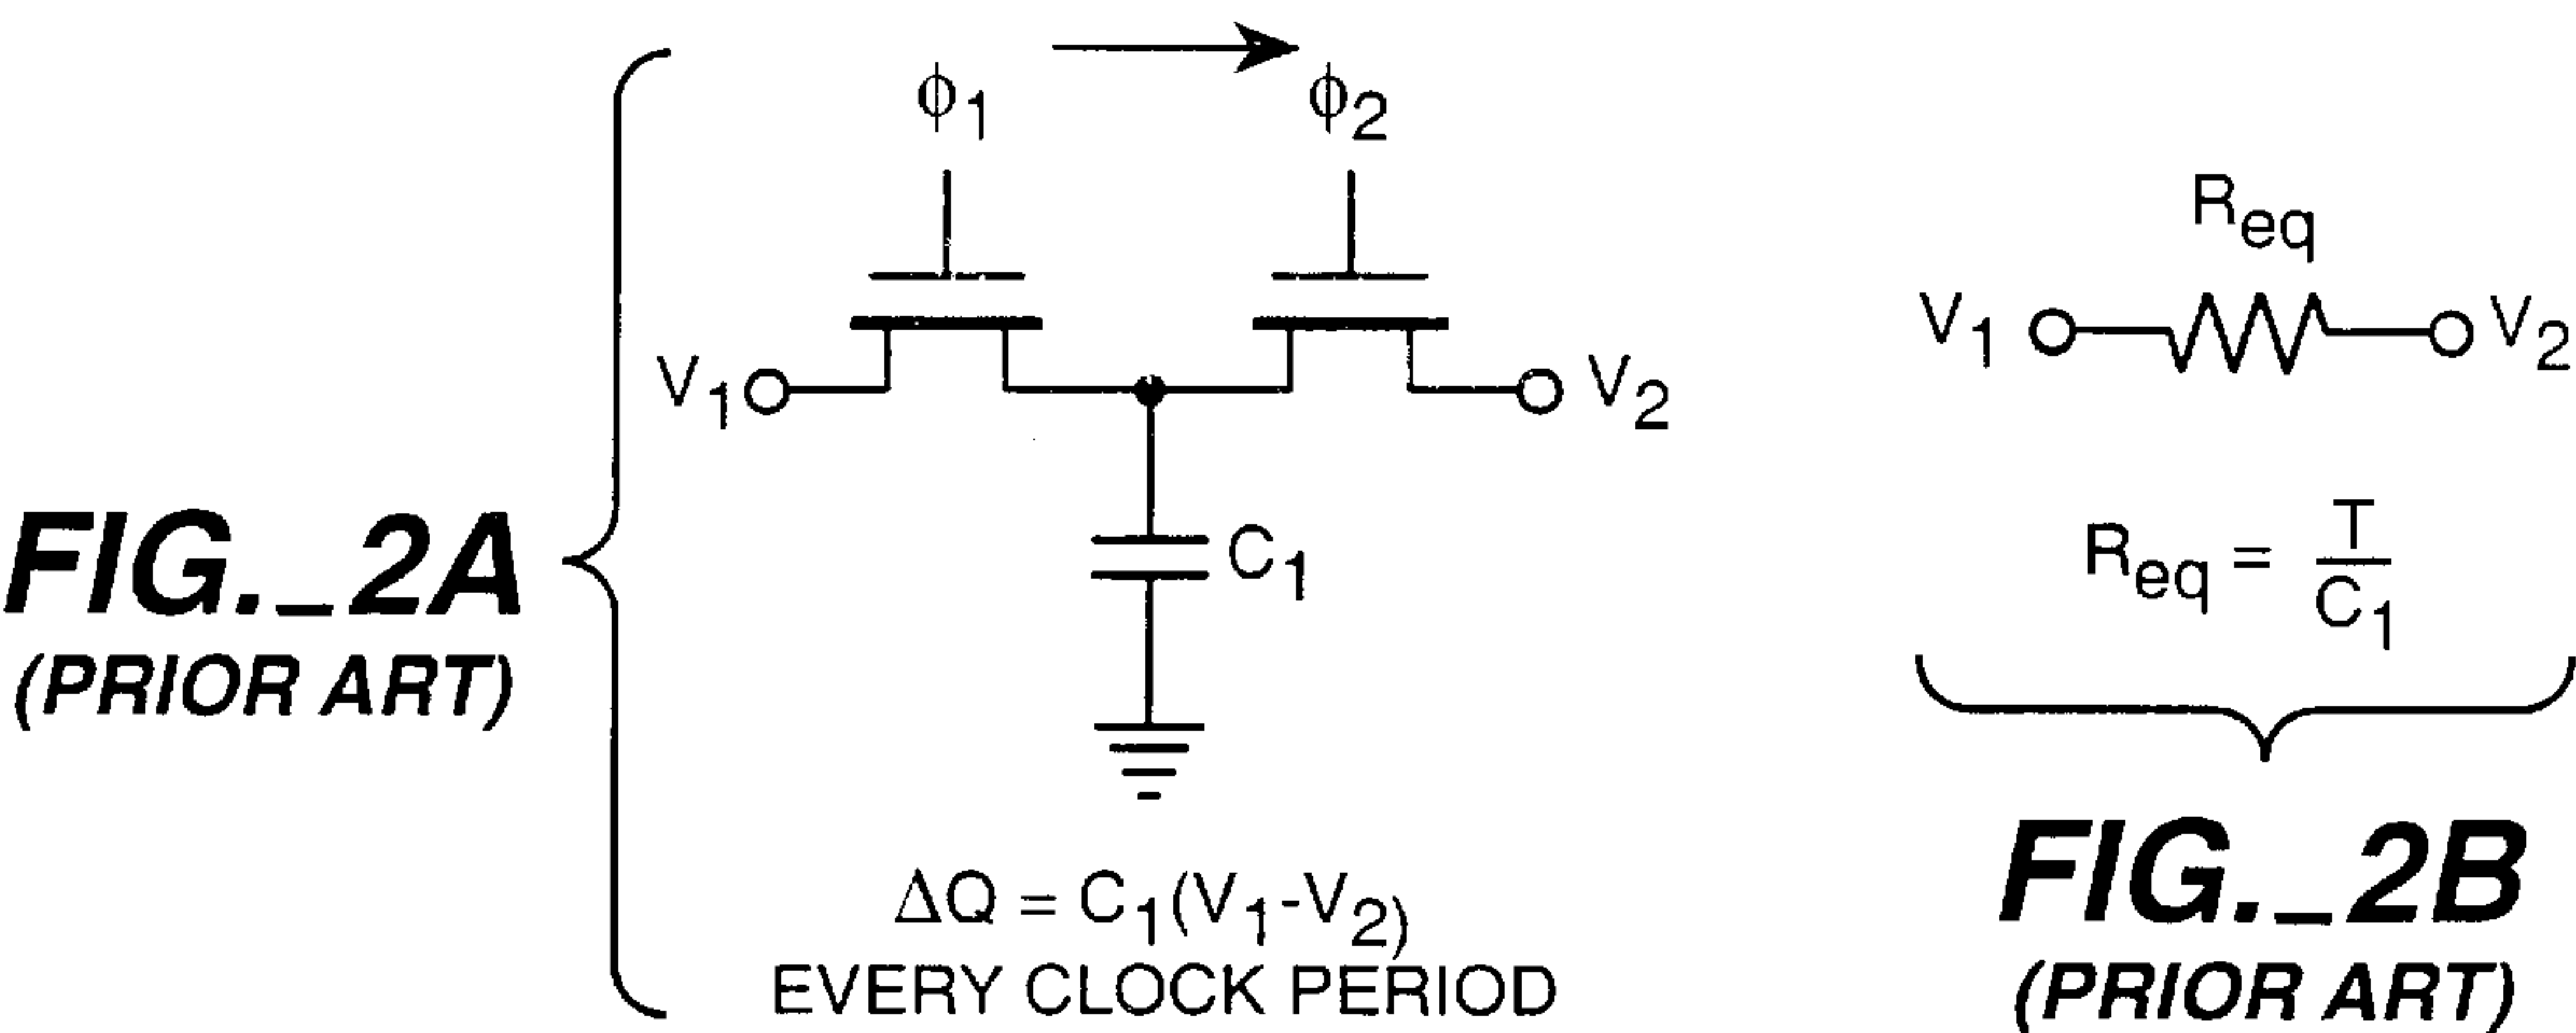 ϕ1 ϕ2
V1 V2
C1
FIG._2A
(PRIOR ART)
ΔQ = C1(V1-V2)
EVERY CLOCK PERIOD
Req
V1 V2
Req = T/C1
FIG._2B
(PRIOR ART)